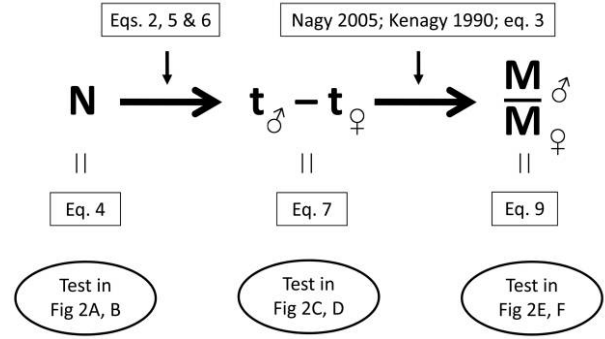 Eqs. 2, 5 & 6
Nagy 2005; Kenagy 1990; eq. 3
N
t♂ – t♀
M♂
M♀
||
||
||
Eq. 4
Eq. 7
Eq. 9
Test in
Fig 2A, B
Test in
Fig 2C, D
Test in
Fig 2E, F